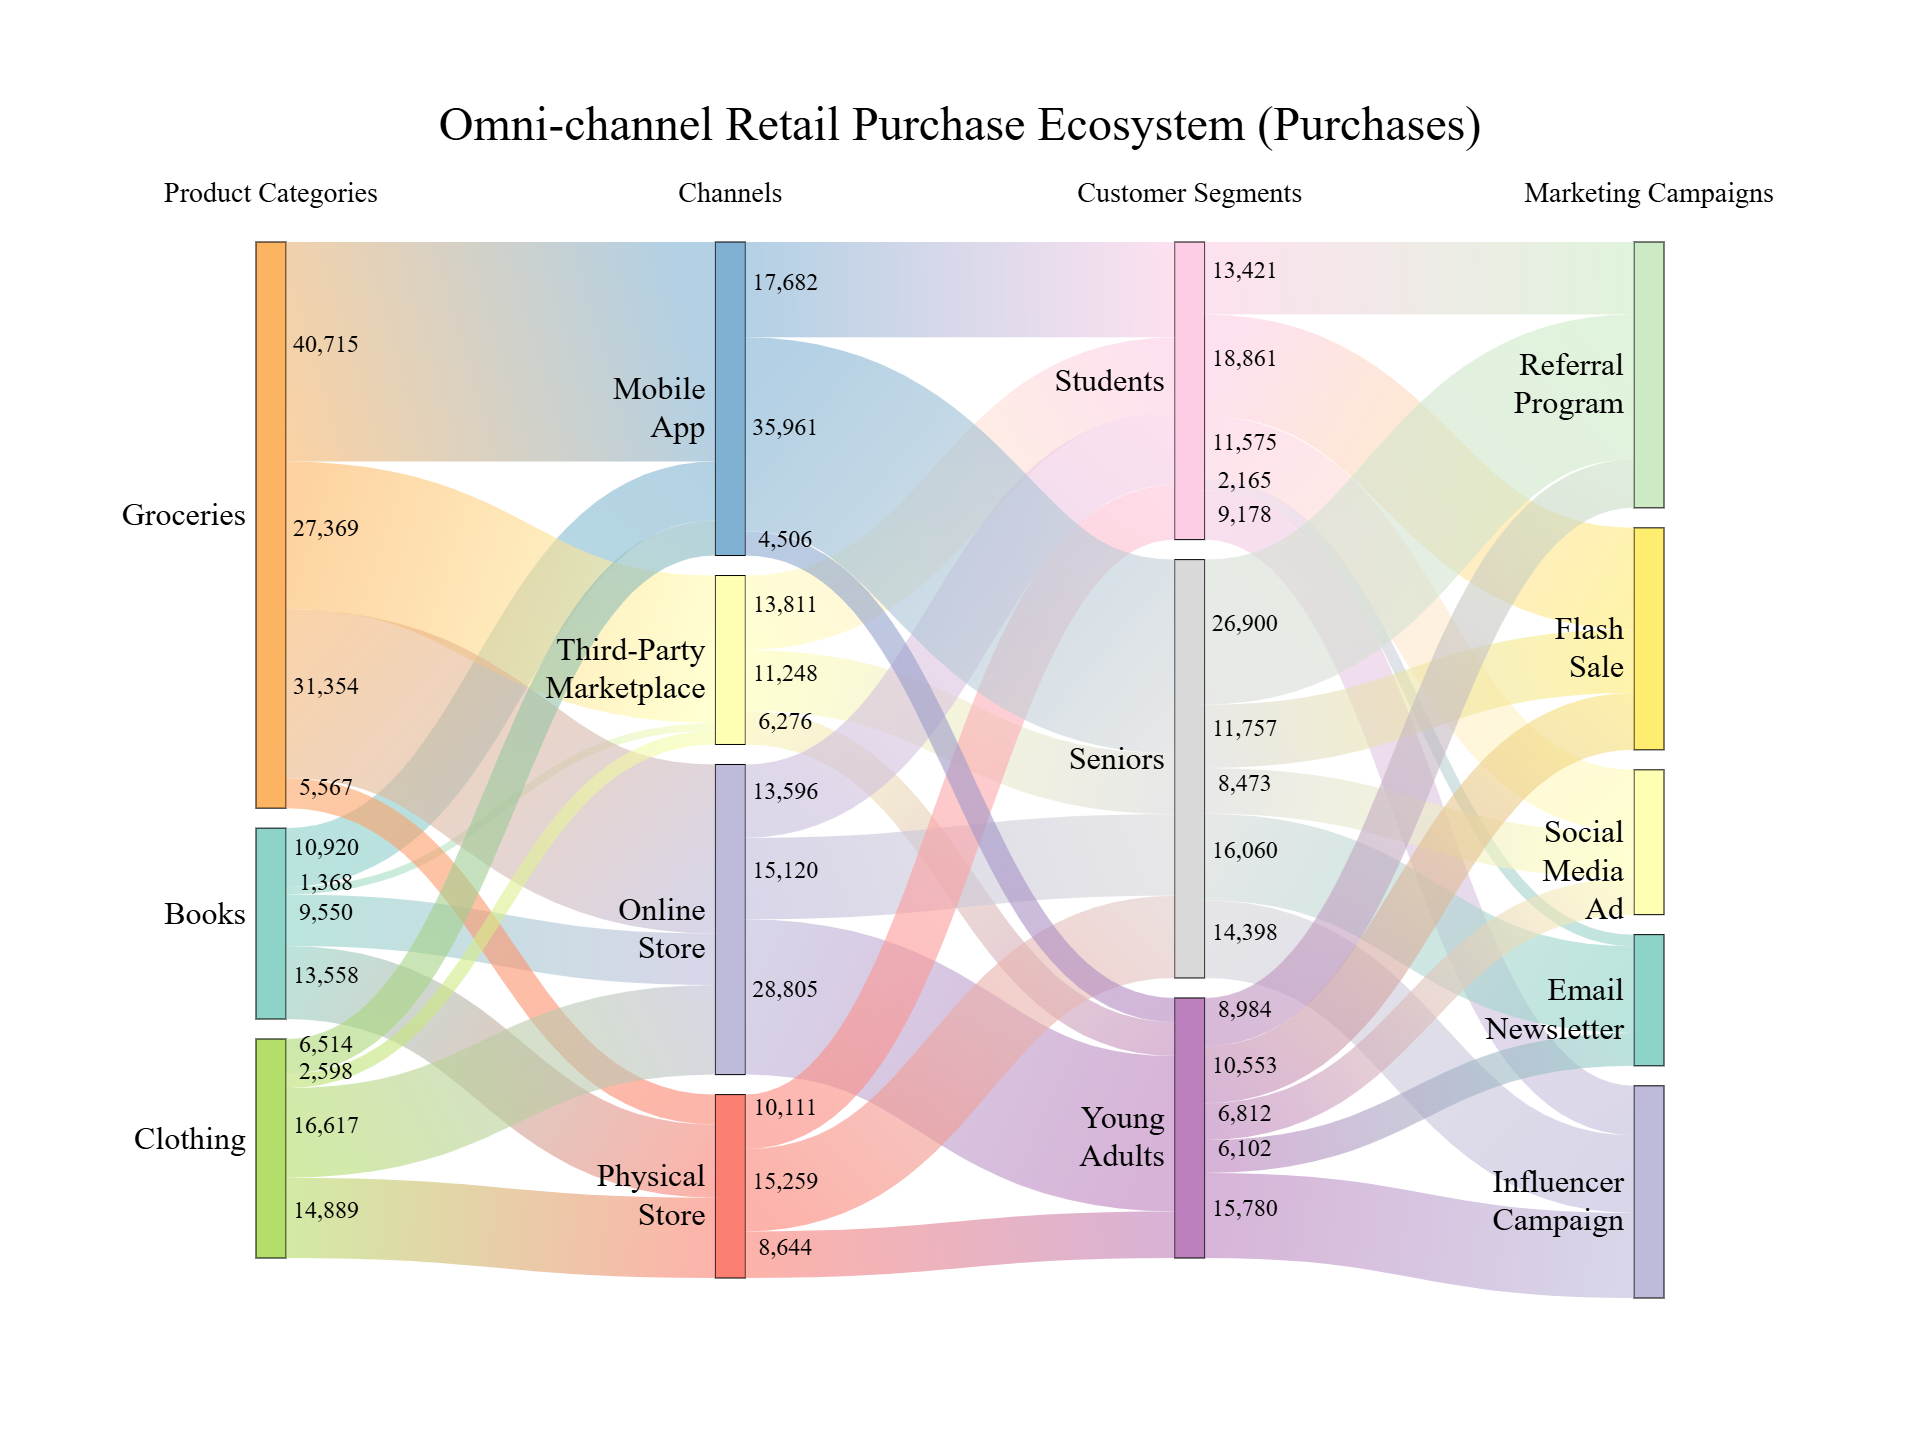 Omni-channel Retail Purchase Ecosystem (Purchases)
Product Categories
Channels
Customer Segments
Marketing Campaigns
Groceries
40,715
27,369
31,354
5,567
Books
10,920
1,368
9,550
13,558
Clothing
6,514
2,598
16,617
14,889
Mobile
App
17,682
35,961
4,506
Third-Party
Marketplace
13,811
11,248
6,276
Online
Store
13,596
15,120
28,805
Physical
Store
10,111
15,259
8,644
Students
13,421
18,861
11,575
2,165
9,178
Seniors
26,900
11,757
8,473
16,060
14,398
Young
Adults
8,984
10,553
6,812
6,102
15,780
Referral
Program
Flash
Sale
Social
Media
Ad
Email
Newsletter
Influencer
Campaign